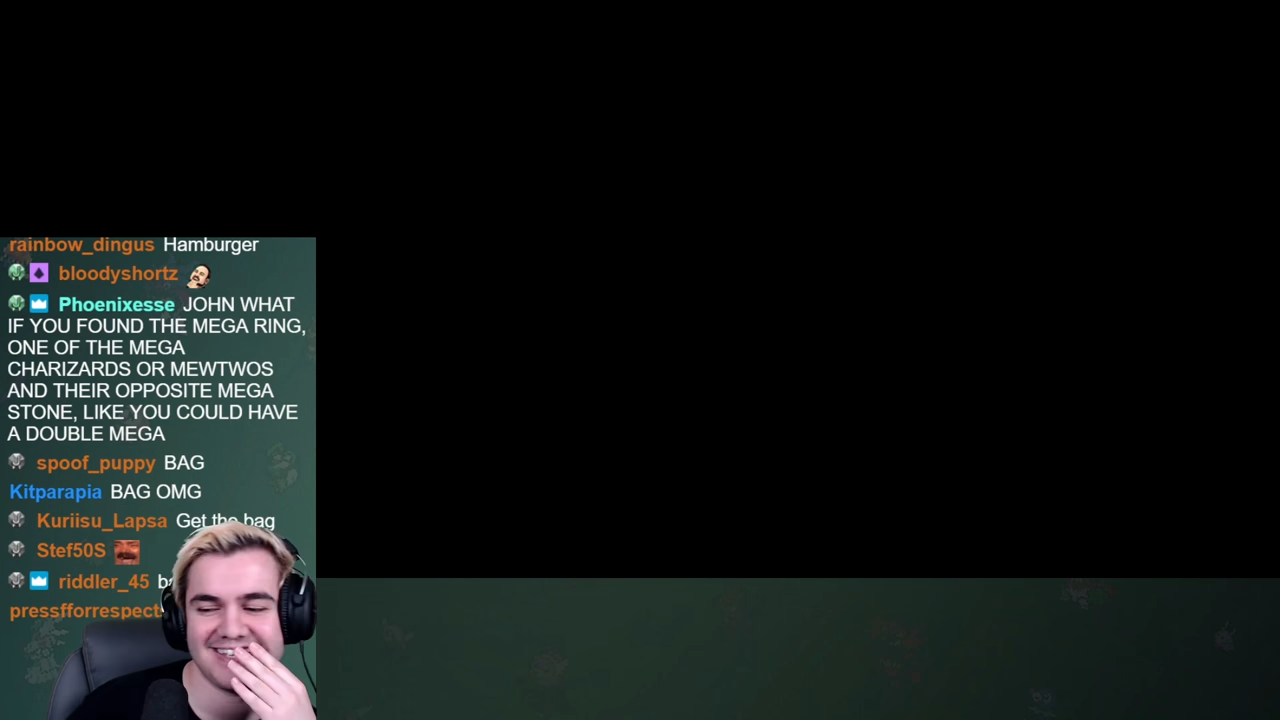 rainbow_dingus Hamburger
bloodyshortz
Phoenixesse JOHN WHAT
IF YOU FOUND THE MEGA RING,
ONE OF THE MEGA
CHARIZARDS OR MEWTWOS
AND THEIR OPPOSITE MEGA
STONE, LIKE YOU COULD HAVE
A DOUBLE MEGA
spoof_puppy BAG
Kitparapia BAG OMG
Kuriisu_Lapsa Get the bag
Stef50S
riddler_45